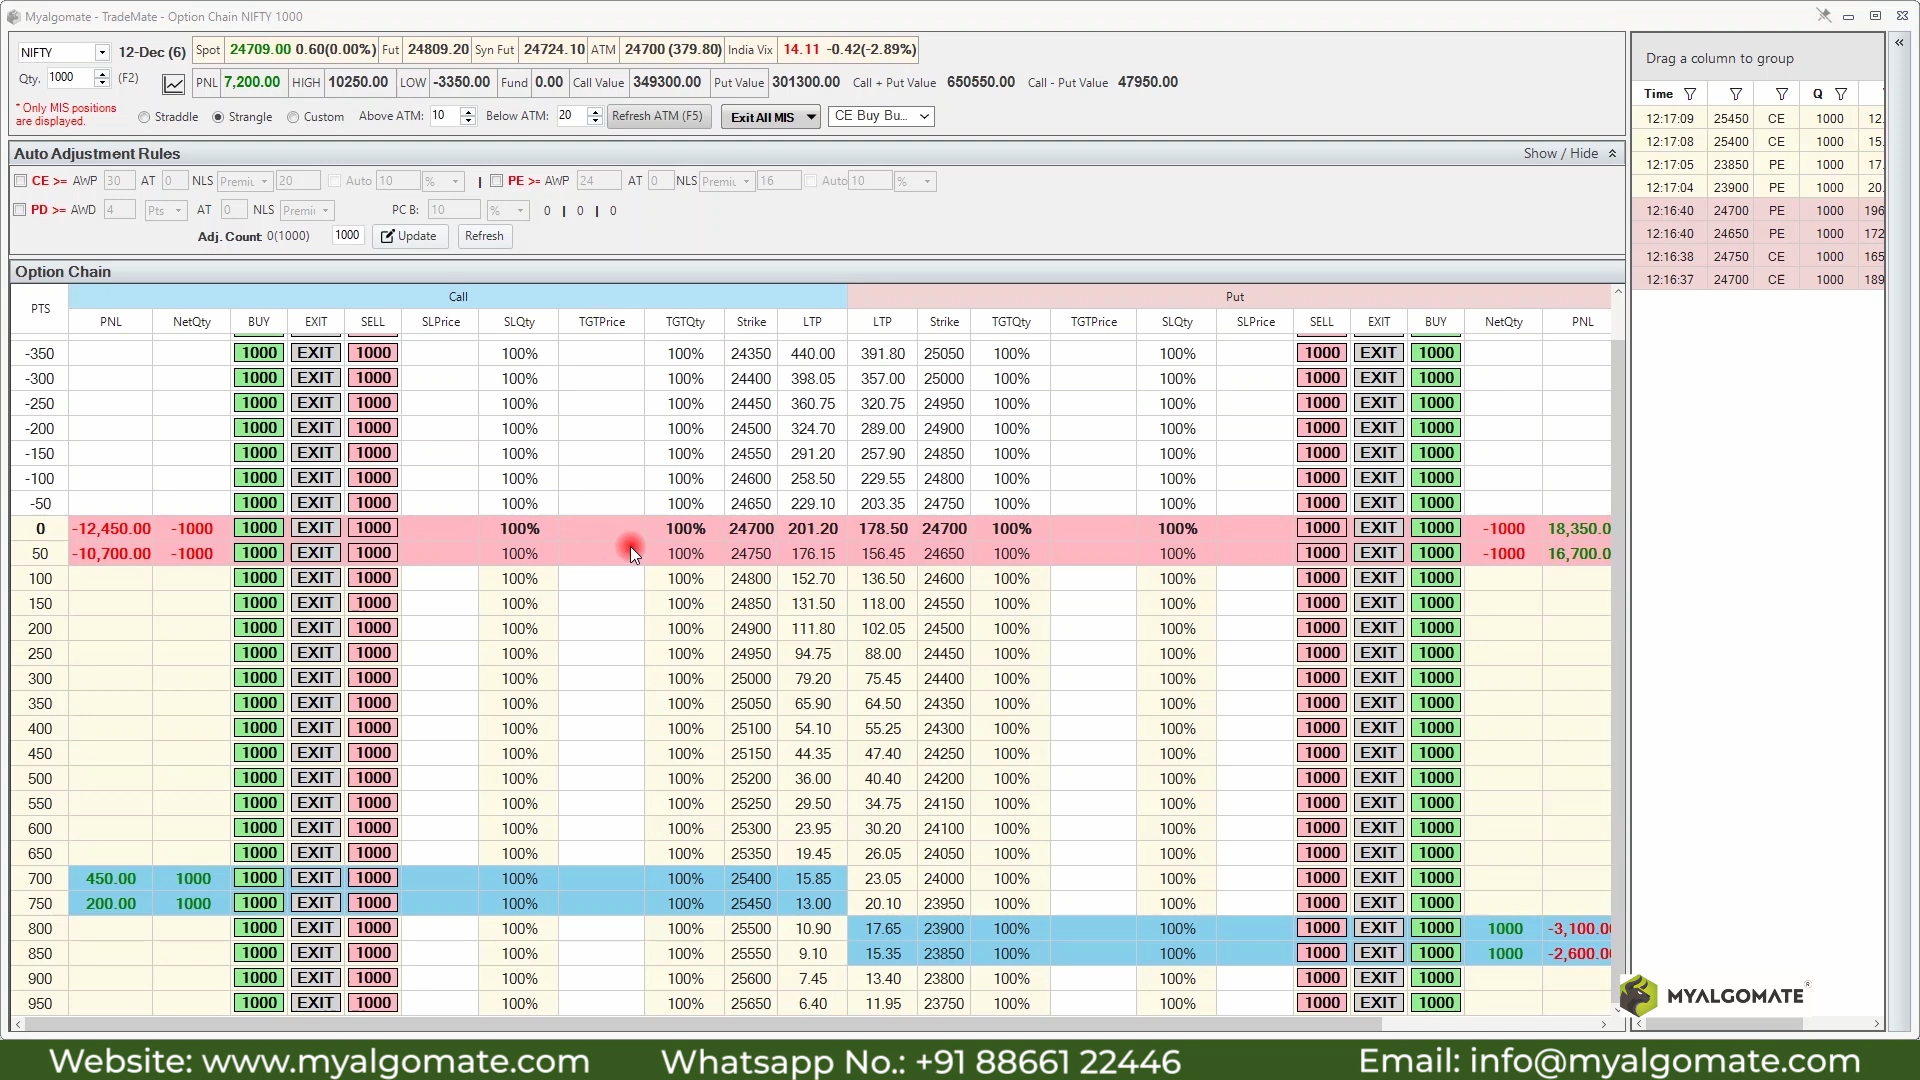 Myalgomate - TradeMate - Option Chain NIFTY 1000
NIFTY 12-Dec (6) Spot 24709.00 0.60(0.00%) Fut 24809.20 Syn Fut 24724.10 ATM 24700 (379.80) India Vix 14.11 -0.42(-2.89%)
Qty. 1000 (F2) PNL 7,200.00 HIGH 10250.00 LOW -3350.00 Fund 0.00 Call Value 349300.00 Put Value 301300.00 Call + Put Value 650550.00 Call - Put Value 47950.00
* Only MIS positions
are displayed.
Straddle Strangle Custom Above ATM: 10 Below ATM: 20 Refresh ATM (F5) Exit All MIS CE Buy Bu...
Auto Adjustment Rules Show / Hide
CE >= AWP 30 AT 0 NLS Premiu 20 Auto 10 % | PE >= AWP 24 AT 0 NLS Premiu 16 Auto 10 %
PD >= AWD 4 Pts AT 0 NLS Premi PC B: 10 % 0 | 0 | 0
Adj. Count 0(1000) 1000 Update Refresh
Option Chain
Call Put
PTS PNL NetQty BUY EXIT SELL SLPrice SLQty TGTPrice TGTQty Strike LTP LTP Strike TGTQty TGTPrice SLQty SLPrice SELL EXIT BUY NetQty PNL
-350 1000 EXIT 1000 100% 100% 24350 440.00 391.80 25050 100% 100% 1000 EXIT 1000
-300 1000 EXIT 1000 100% 100% 24400 398.05 357.00 25000 100% 100% 1000 EXIT 1000
-250 1000 EXIT 1000 100% 100% 24450 360.75 320.75 24950 100% 100% 1000 EXIT 1000
-200 1000 EXIT 1000 100% 100% 24500 324.70 289.00 24900 100% 100% 1000 EXIT 1000
-150 1000 EXIT 1000 100% 100% 24550 291.20 257.90 24850 100% 100% 1000 EXIT 1000
-100 1000 EXIT 1000 100% 100% 24600 258.50 229.55 24800 100% 100% 1000 EXIT 1000
-50 1000 EXIT 1000 100% 100% 24650 229.10 203.35 24750 100% 100% 1000 EXIT 1000
0 -12,450.00 -1000 1000 EXIT 1000 100% 100% 24700 201.20 178.50 24700 100% 100% 1000 EXIT 1000 -1000 18,350.0
50 -10,700.00 -1000 1000 EXIT 1000 100% 100% 24750 176.15 156.45 24650 100% 100% 1000 EXIT 1000 -1000 16,700.0
100 1000 EXIT 1000 100% 100% 24800 152.70 136.50 24600 100% 100% 1000 EXIT 1000
150 1000 EXIT 1000 100% 100% 24850 131.50 118.00 24550 100% 100% 1000 EXIT 1000
200 1000 EXIT 1000 100% 100% 24900 111.80 102.05 24500 100% 100% 1000 EXIT 1000
250 1000 EXIT 1000 100% 100% 24950 94.75 88.00 24450 100% 100% 1000 EXIT 1000
300 1000 EXIT 1000 100% 100% 25000 79.20 75.45 24400 100% 100% 1000 EXIT 1000
350 1000 EXIT 1000 100% 100% 25050 65.90 64.50 24350 100% 100% 1000 EXIT 1000
400 1000 EXIT 1000 100% 100% 25100 54.10 55.25 24300 100% 100% 1000 EXIT 1000
450 1000 EXIT 1000 100% 100% 25150 44.35 47.40 24250 100% 100% 1000 EXIT 1000
500 1000 EXIT 1000 100% 100% 25200 36.00 40.40 24200 100% 100% 1000 EXIT 1000
550 1000 EXIT 1000 100% 100% 25250 29.50 34.75 24150 100% 100% 1000 EXIT 1000
600 1000 EXIT 1000 100% 100% 25300 23.95 30.20 24100 100% 100% 1000 EXIT 1000
650 1000 EXIT 1000 100% 100% 25350 19.45 26.05 24050 100% 100% 1000 EXIT 1000
700 450.00 1000 1000 EXIT 1000 100% 100% 25400 15.85 23.05 24000 100% 100% 1000 EXIT 1000
750 200.00 1000 1000 EXIT 1000 100% 100% 25450 13.00 20.10 23950 100% 100% 1000 EXIT 1000
800 1000 EXIT 1000 100% 100% 25500 10.90 17.65 23900 100% 100% 1000 EXIT 1000 1000 -3,100.0
850 1000 EXIT 1000 100% 100% 25550 9.10 15.35 23850 100% 100% 1000 EXIT 1000 1000 -2,600.0
900 1000 EXIT 1000 100% 100% 25600 7.45 13.40 23800 100% 100% 1000 EXIT 1000
950 1000 EXIT 1000 100% 100% 25650 6.40 11.95 23750 100% 100% 1000 EXIT 1000
Drag a column to group
Time Q
12:17:09 25450 CE 1000 12.
12:17:08 25400 CE 1000 15.
12:17:05 23850 PE 1000 17.
12:17:04 23900 PE 1000 20.
12:16:40 24700 PE 1000 196
12:16:40 24650 PE 1000 172
12:16:38 24750 CE 1000 165
12:16:37 24700 CE 1000 189
MYALGOMATE®
Website: www.myalgomate.com Whatsapp No.: +91 88661 22446 Email: info@myalgomate.com